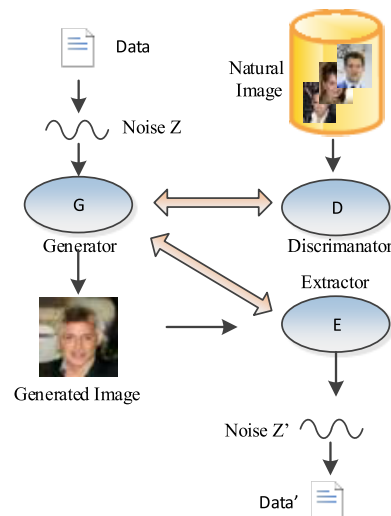 Data
Natural
Image
Noise Z
G
D
Generator
Discrimanator
Extractor
E
Generated Image
Noise Z’
Data’